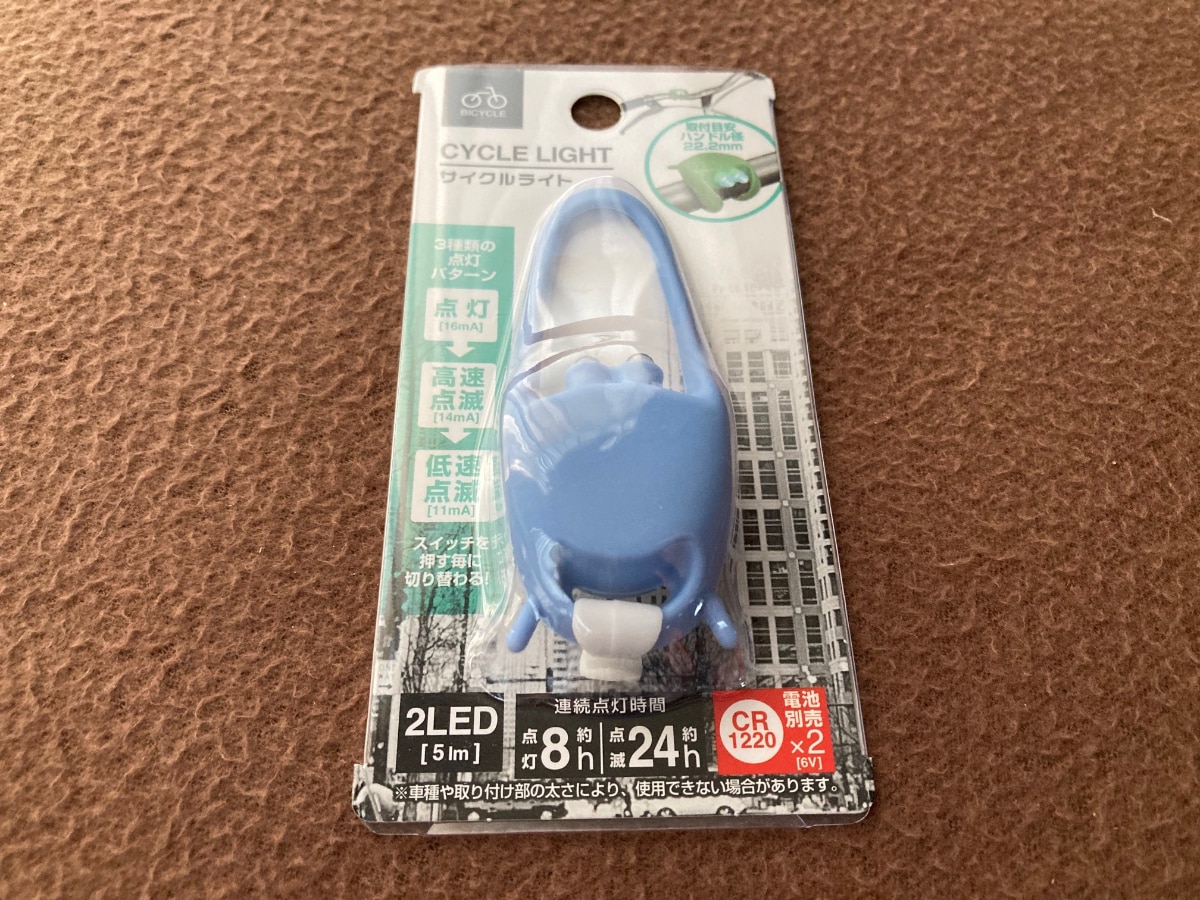 BICYCLE
CYCLE LIGHT
サイクルライト
取付目安
ハンドル径
22.2mm
3種類の
点灯
パターン
点灯
[16mA]
高速
点滅
[14mA]
低速
点滅
[11mA]
スイッチを
押す毎に
切り替わる!
2LED
[5lm]
連続点灯時間
点灯 8 約h
点滅 24 約h
CR
1220
電池
別売
×2
[6V]
※車種や取り付け部の太さにより、使用できない場合があります。